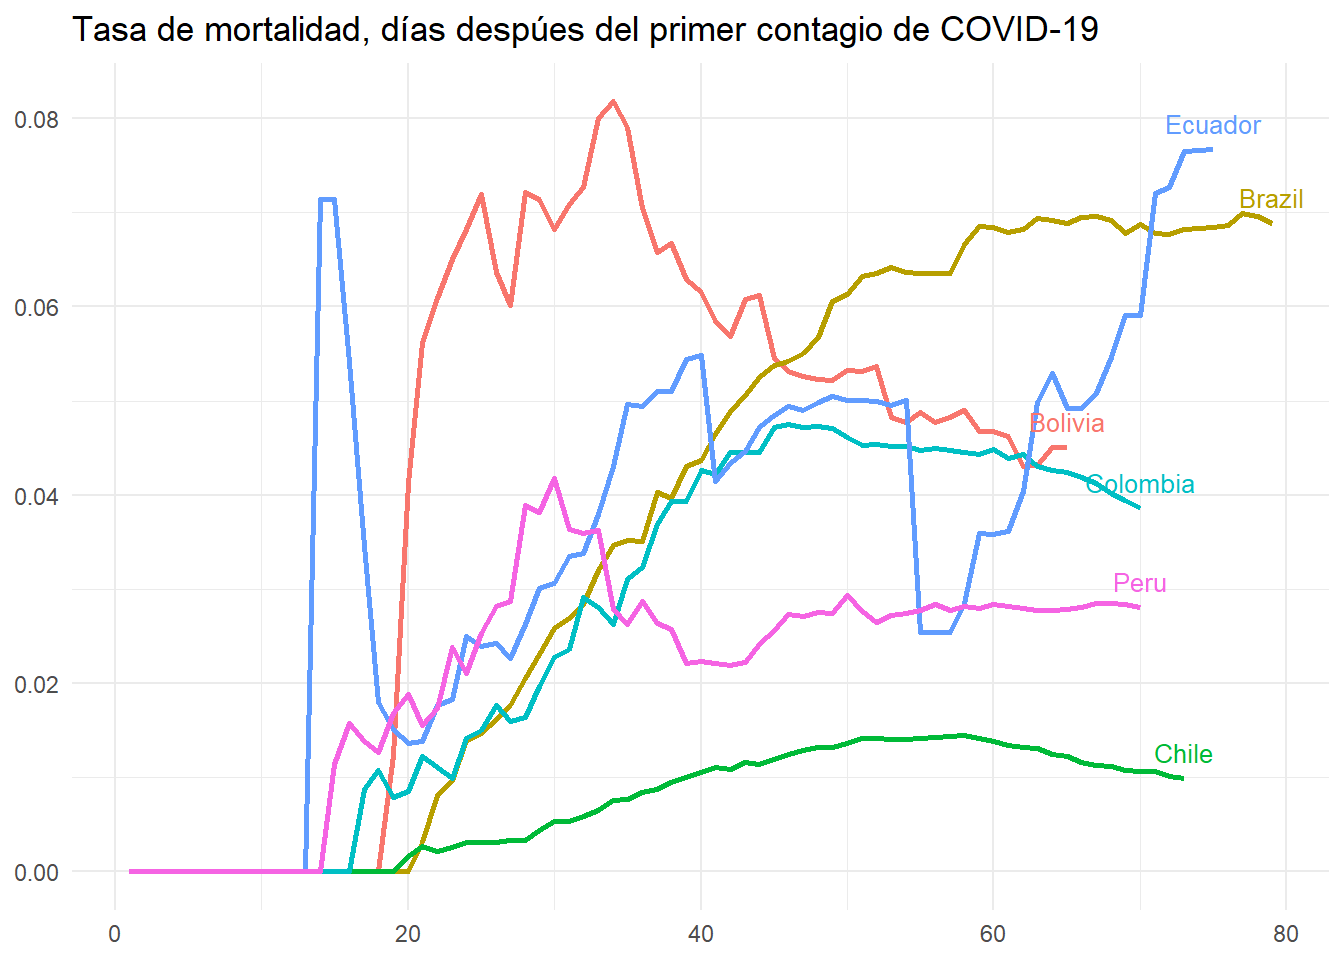 Tasa de mortalidad, días despúes del primer contagio de COVID-19
0.08
0.06
0.04
0.02
0.00
Ecuador
Brazil
Bolivia
Colombia
Peru
Chile
0 20 40 60 80